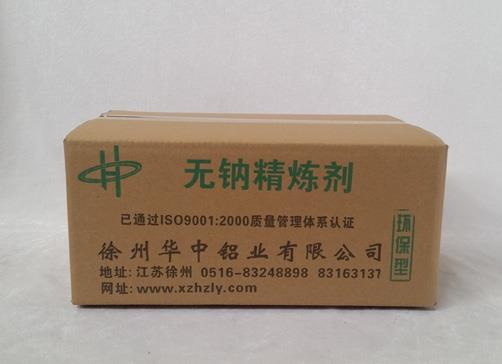 无钠精炼剂
已通过ISO9001:2000质量管理体系认证
徐州华中铝业有限公司
地址: 江苏徐州 0516-83248898 83163131
网址: www.xzhzly.com
环保型